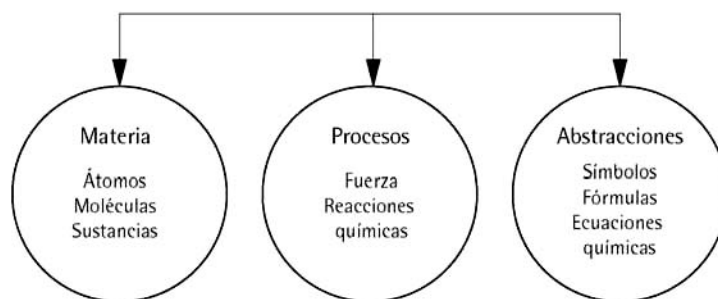 Materia
Átomos
Moléculas
Sustancias
Procesos
Fuerza
Reacciones
químicas
Abstracciones
Símbolos
Fórmulas
Ecuaciones
químicas